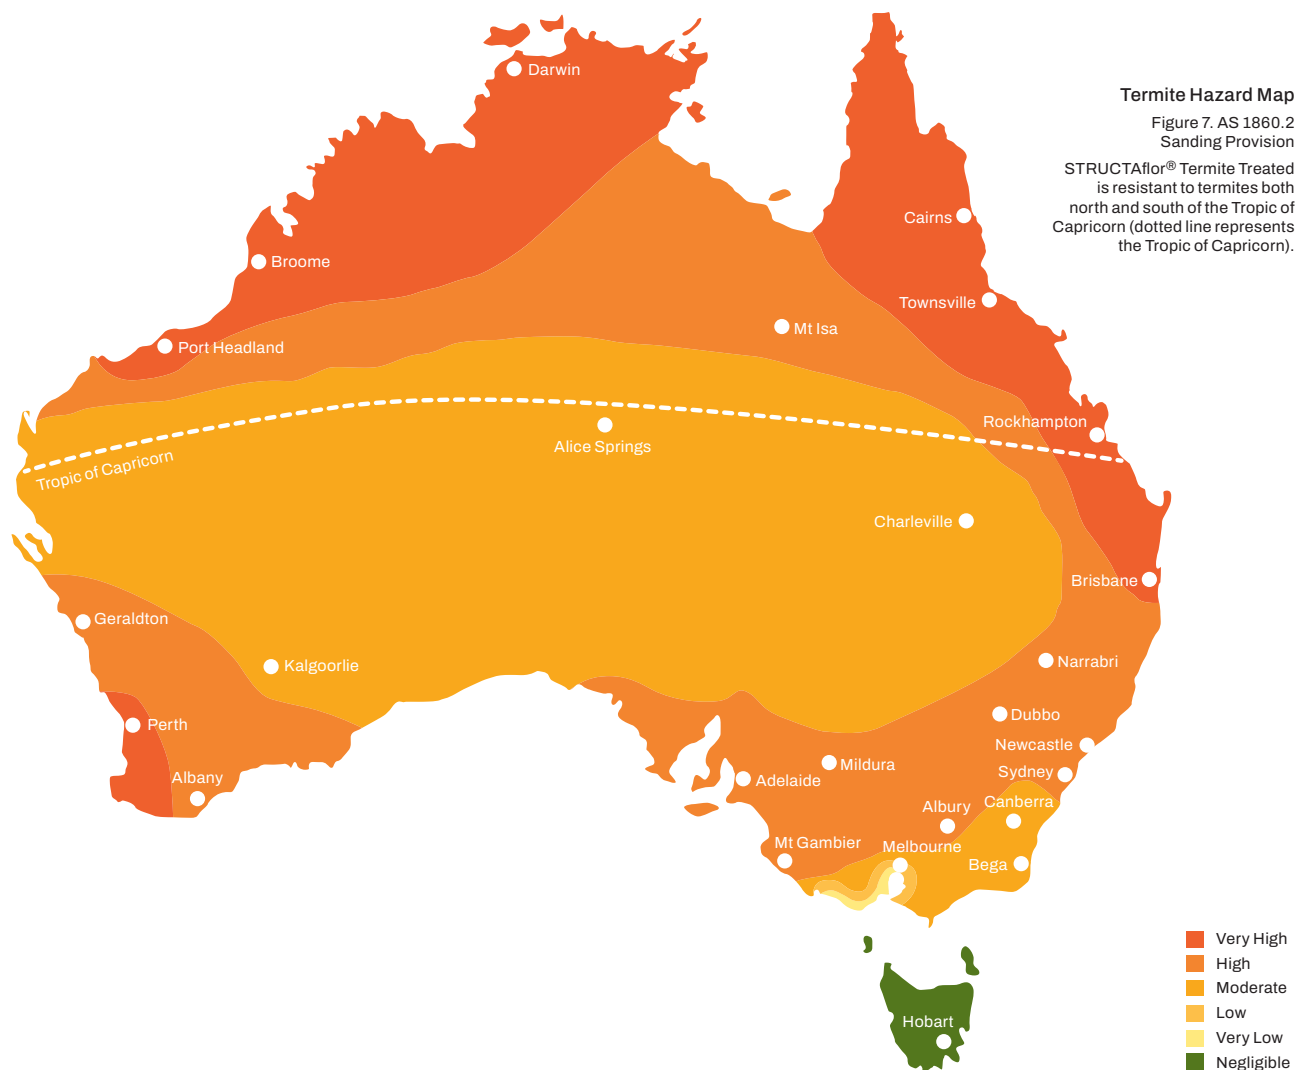 Termite Hazard Map
Figure 7. AS 1860.2
Sanding Provision
STRUCTAflor® Termite Treated
is resistant to termites both
north and south of the Tropic of
Capricorn (dotted line represents
the Tropic of Capricorn).
Darwin
Cairns
Broome
Townsville
Mt Isa
Port Headland
Rockhampton
Alice Springs
Tropic of Capricorn
Charleville
Brisbane
Geraldton
Narrabri
Kalgoorlie
Dubbo
Perth
Newcastle
Mildura
Sydney
Albany
Adelaide
Canberra
Albury
Mt Gambier
Melbourne
Bega
Hobart
Very High
High
Moderate
Low
Very Low
Negligible